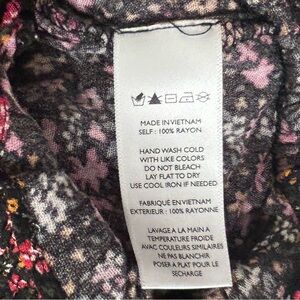 MADE IN VIETNAM
SELF : 100% RAYON
HAND WASH COLD
WITH LIKE COLORS
DO NOT BLEACH
LAY FLAT TO DRY
USE COOL IRON IF NEEDED
FABRIQUÉ EN VIETNAM
EXTERIEUR : 100% RAYONNE
LAVAGE A LA MAIN A
TEMPERATURE FROIDE
AVEC COULEURS SIMILAIRES
NE PAS BLANCHIR
POSER A PLAT POUR LE
SECHARGE